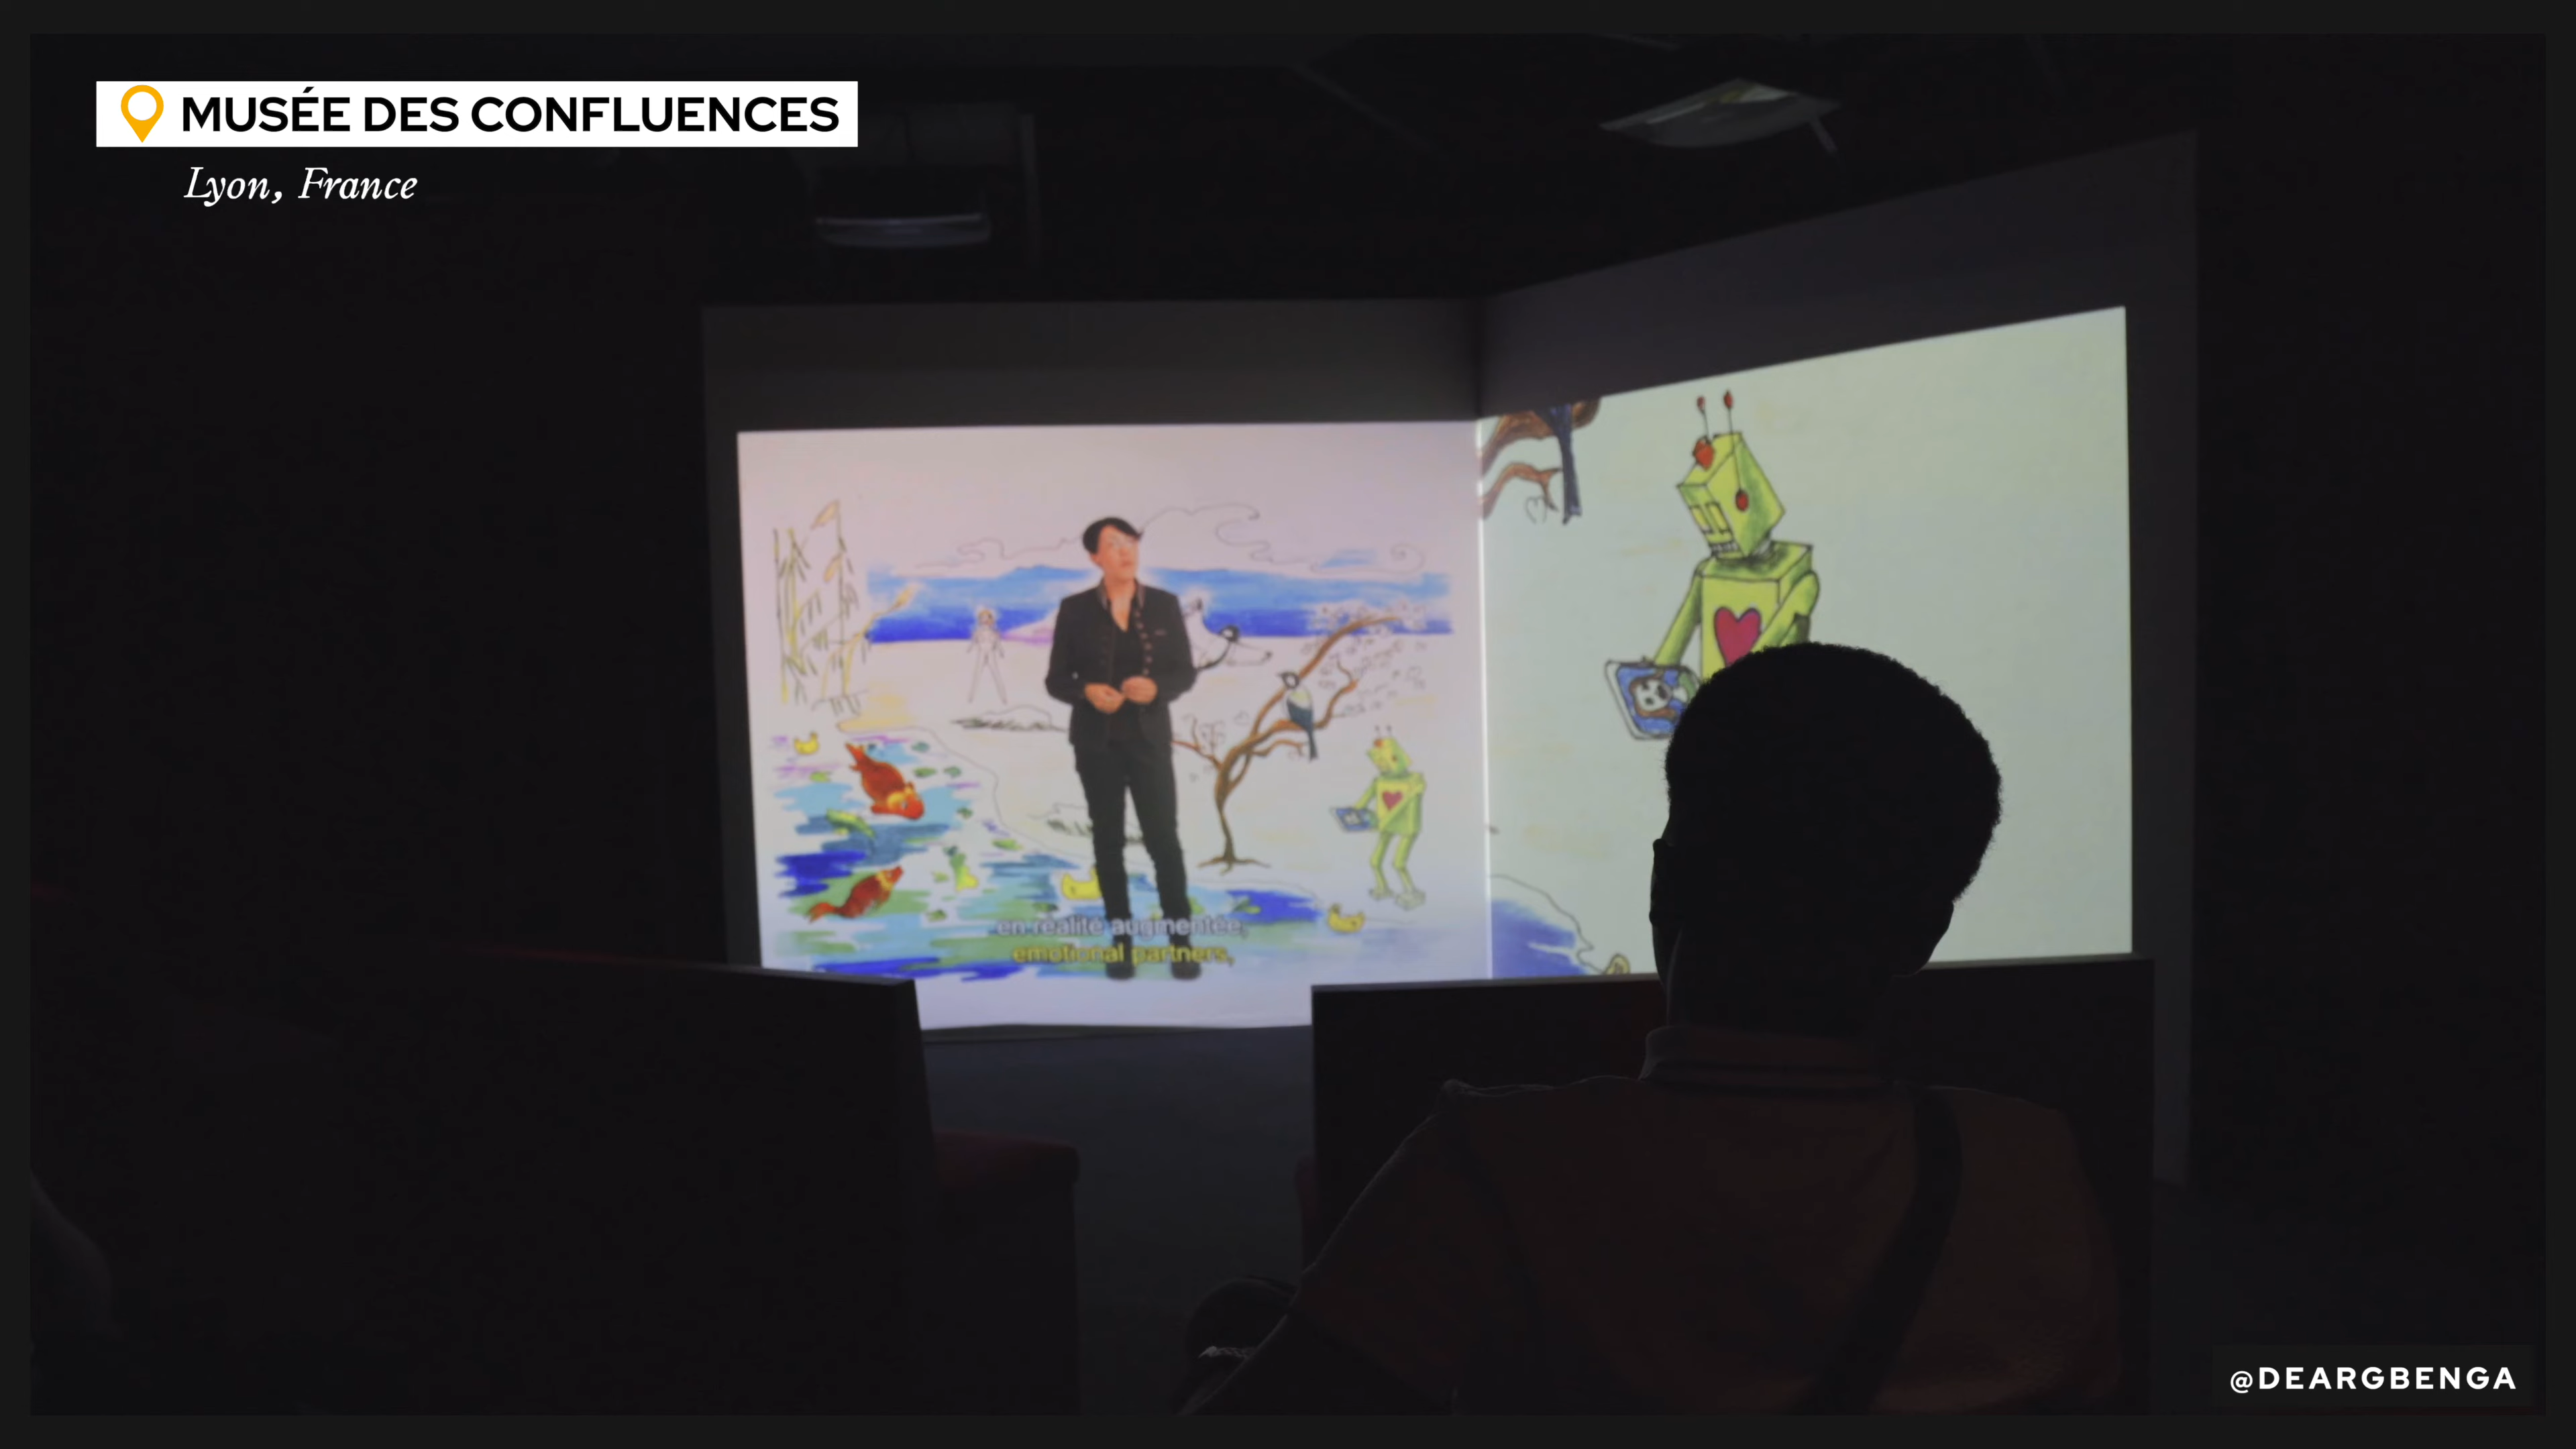 MUSÉE DES CONFLUENCES
Lyon, France
en réalité augmentée,
emotional partners,
@DEARGBENGA